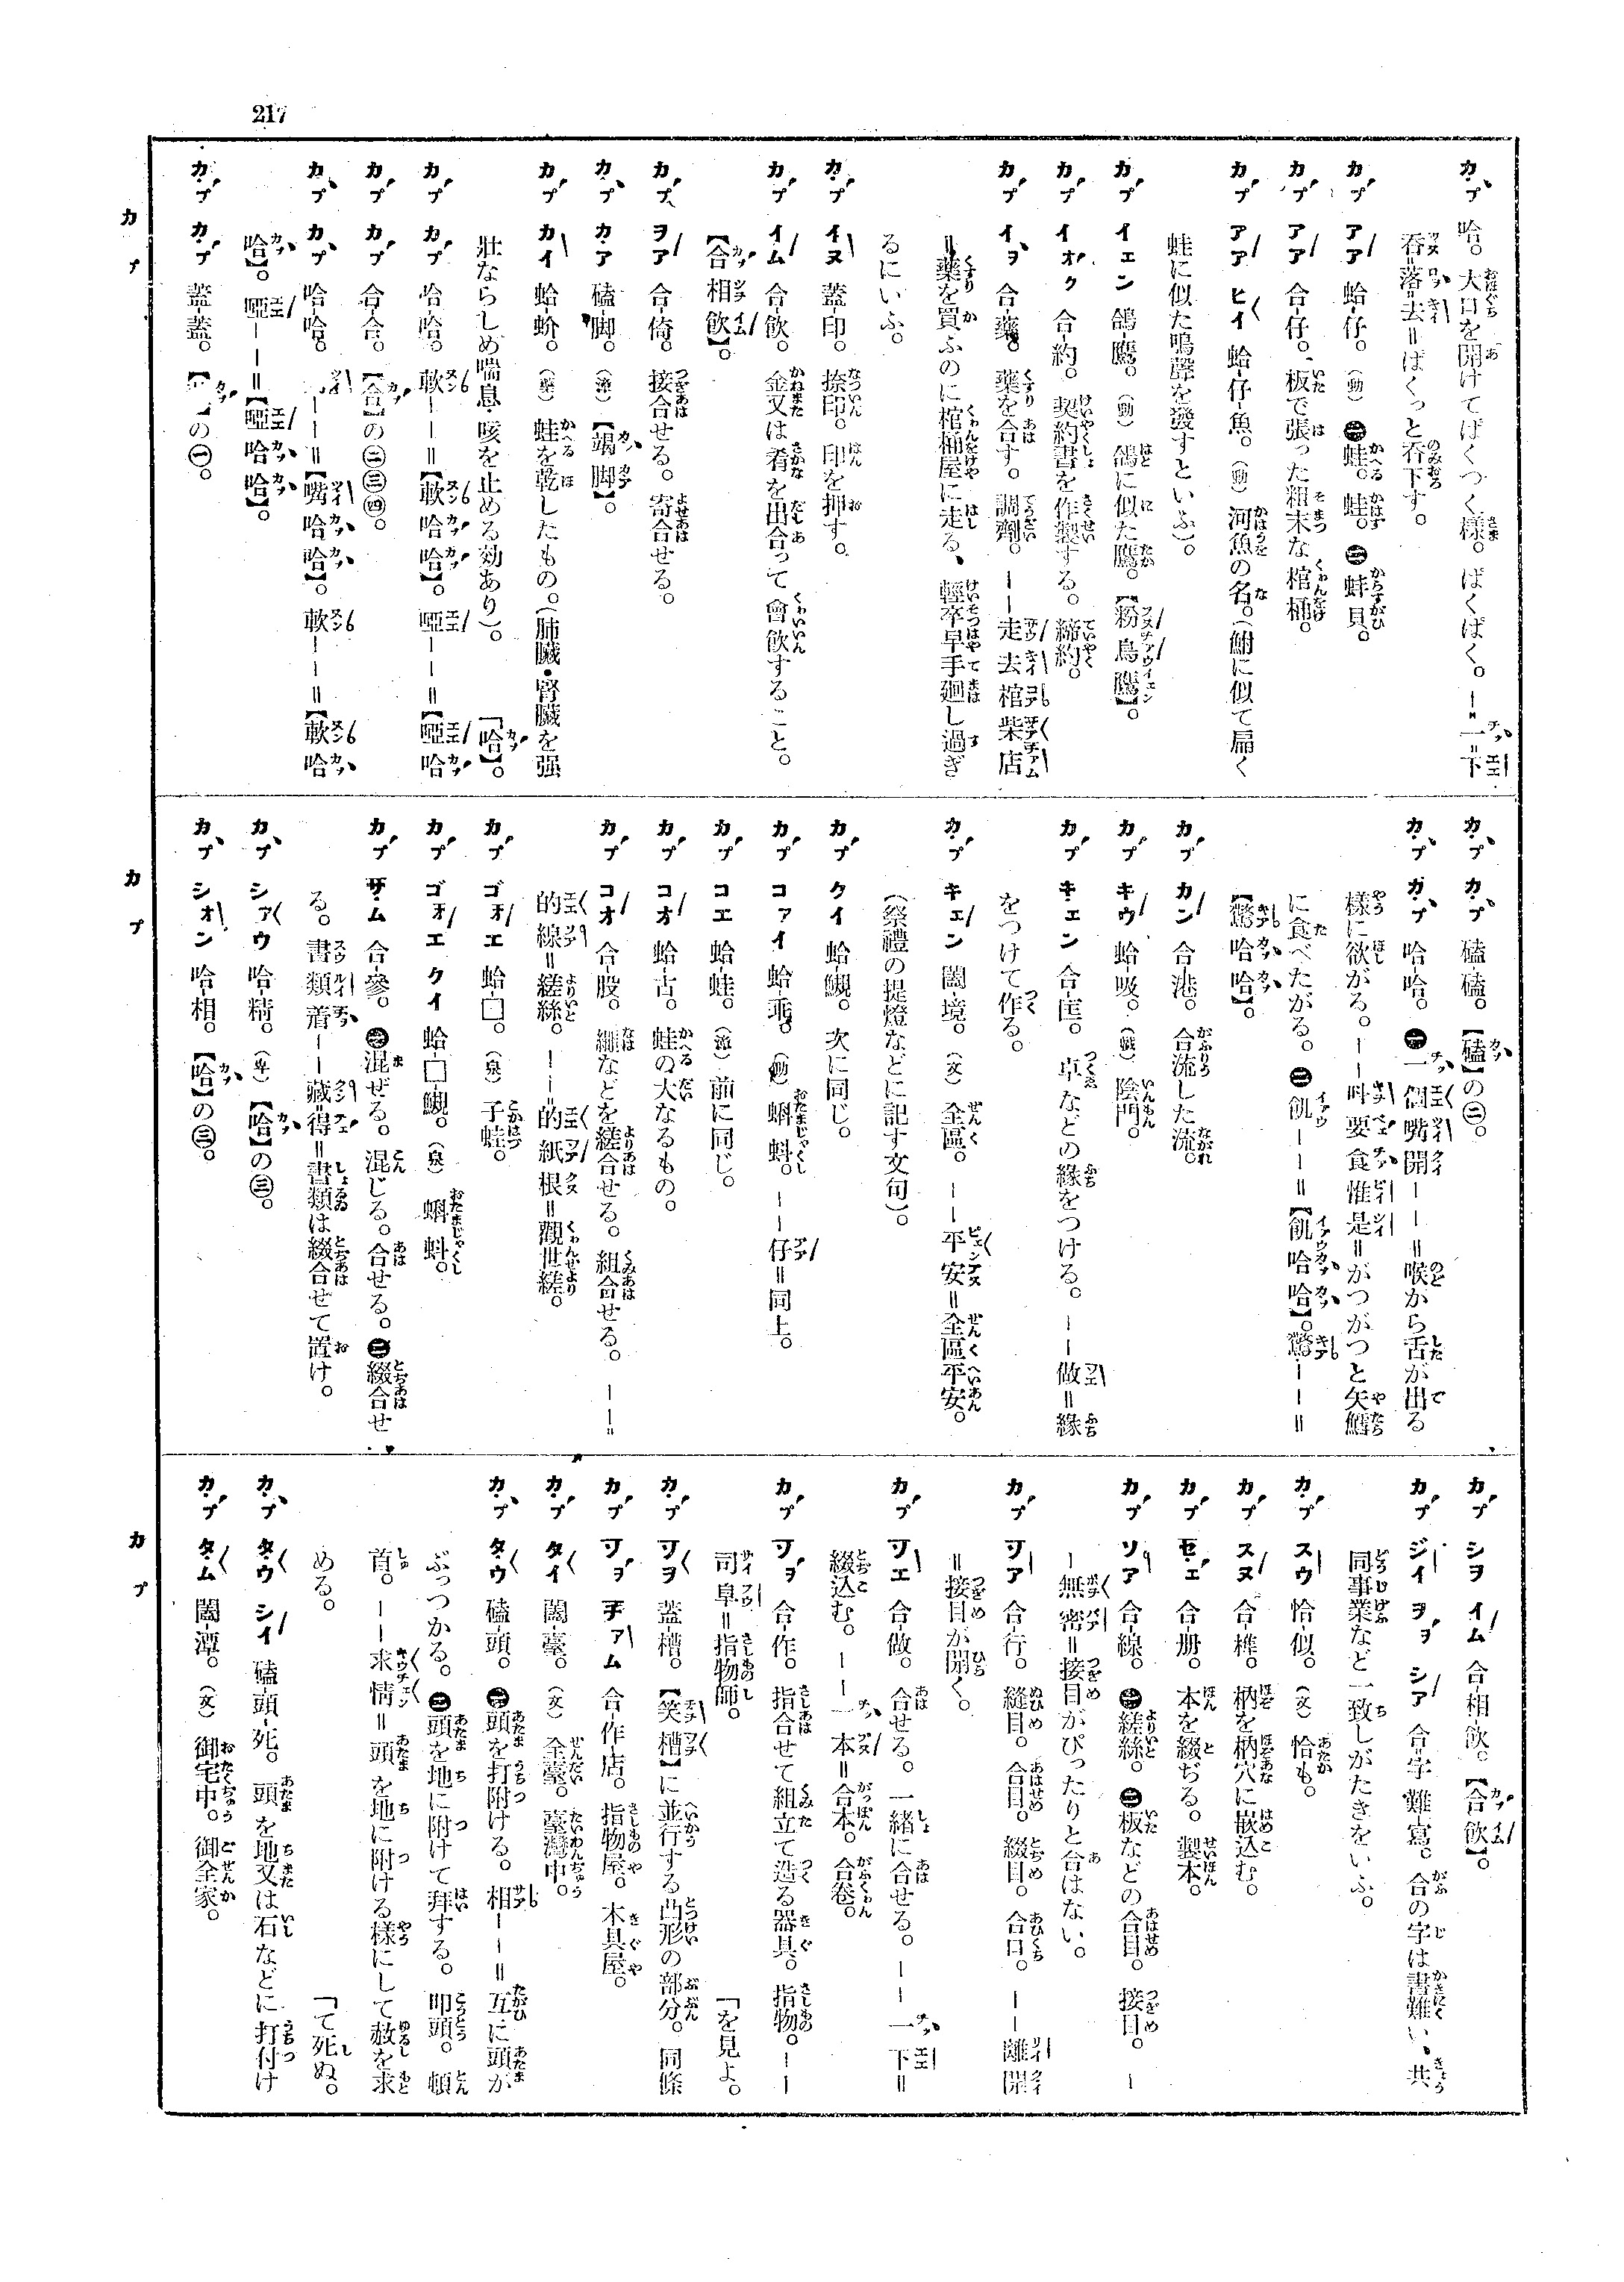 217
カプ 哈。大口を開けてぱくつく樣。ぱくぱく。－＝一＝下
呑＝落＝去＝ぱくっと呑下す。
カプ アア 蛤-仔。（動）㊀蛙。蛙。㊁蚌貝。
カプ アア 合-仔。板で張った粗末な棺桶。
カプ アア ヒイ 蛤-仔-魚。（動）河魚の名。（鮒に似て扁く
蛙に似た鳴聲を發すといふ）。
カプ イエン 鴿-鷹。（動）鴿に似た鷹。【粉鳥鷹】。
カプ イオク 合-約。契約書を作製する。締約。
カプ イヲ 合-藥。藥を合す。調劑。－－走去棺柴店
＝藥を買ふのに棺桶屋に走る、輕卒早手廻し過ぎ
るにいふ。
カプ イヌ 蓋-印。捺印。印を押す。
カプ イム 合-飮。金又は肴を出合って會飮すること。
【合相飮】。
カプ ヲア 合-倚。接合せる。寄合せる。
カプ カア 磕-脚。【竭脚】。
カプ カイ 蛤-蚧。（藥）蛙を乾したもの。（肺臟・腎臟を强
壯ならしめ喘息・咳を止める効あり）。
カプ カプ 哈-哈。歞－－＝【歞哈哈】。啞－－＝【啞哈
「哈】。
カプ カプ 合-合。【合】の㊁㊂㊃。
カプ カプ 哈-哈。－－＝【嘴哈哈】。軟－－＝【軟哈
哈】。啞－－＝【啞哈哈】。
カプ カプ 蓋-蓋。の㊀。
カプ カプ 磕-磕。【磕】の㊁。
カプ カプ 哈-哈。㊀一個嘴開－－＝喉から舌が出る
樣に欲がる。－－要食惟是＝がつがつと矢鱈
に食べたがる。㊁飢－－＝【飢哈哈】。驚－－＝
【驚哈哈】。
カプ カン 合-港。合流した流。
カプ キウ 蛤-吸。陰門。
カプ キエン 合-匡。卓などの緣をつける。－－做＝緣
をつけて作る。
カプ キエン 闔-境。（文）全區。－－平安＝全區平安。
（祭禮の提燈などに記す文句）。
カプ クイ 蛤-䫥。次に同じ。
カプ コアイ 蛤-乖。（動）蝌蚪。－－仔＝同上。
カプ コエ 蛤-蛙。前に同じ。
カプ コオ 蛤-古。蛙の大なるもの。
カプ コオ 合-股。繩などを縒合せる。組合せる。－－＝
的線＝縒絲。－－＝的紙根＝觀世縒。
カプ ゴオエ 蛤-□。（泉）子蛙。
カプ ゴオエ クイ 蛤-□-䫥。（泉）蝌蚪。
カプ サム 合-參。㊀混ぜる。混じる。合せる。㊁綴合せ
る。書類着－－藏＝得＝書類は綴合せて置け。
カプ シアウ 哈-精。（卑）【哈】の㊂。
カプ シオン 哈-相。【哈】の㊂。
カプ シヲ イム 合-相-飮。【合飮】。
カプ ジイ ヲヲ シア 合-字難-寫。合の字は書難い、共
同事業など一致しがたきをいふ。
カプ スウ 恰-似。（文）恰も。
カプ スヌ 合-榫。柄を柄穴に嵌込む。
カプ セエ 合-册。本を綴ぢる。製本。
カプ ソア 合-線。㊀縒絲。㊁板などの合目。接目。－
－無密＝接目がぴったりと合はない。
カプ ソア 合-行。縫目。合目。綴目。合口。－－離開
＝接目が開く。
カプ ソエ 合-做。合せる。一緒に合せる。－－一下＝
綴込む。－－一本＝合本。合卷。
カプ ソヲ 合-作。指合せて組立て造る器具。指物。－－
司阜＝指物師。
カプ ソヲ 蓋-槽。【笑槽】に並行する凸形の部分。同條
「を見よ。
カプ ソヲ チアム 合-作-店。指物屋。木具屋。
カプ タイ 闔-臺。（文）全臺。臺灣中。
カプ タウ 磕-頭。㊀頭を打附ける。相－－＝互に頭が
ぶっつかる。㊁頭を地に附けて拜する。叩頭。頓
首。－－求情＝頭を地に附ける樣にして赦を求
める。
カプ タウ シイ 磕-頭-死。頭を地又は石などに打付け
「て死ぬ。
カプ タム 闔-潭。（文）御宅中。御全家。
カプ
カプ
カプ